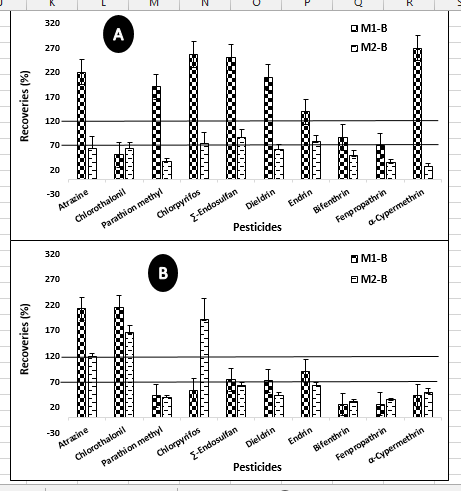 J K L M N O P Q R S
A
M1-B
M2-B
Recoveries (%)
320
270
220
170
120
70
20
-30
Atrazine
Chlorothalonil
Parathion methyl
Chlorpyrifos
∑-Endosulfan
Dieldrin
Endrin
Bifenthrin
Fenpropathrin
α-Cypermethrin
Pesticides
B
M1-B
M2-B
Recoveries (%)
320
270
220
170
120
70
20
-30
Atrazine
Chlorothalonil
Parathion methyl
Chlorpyrifos
∑-Endosulfan
Dieldrin
Endrin
Bifenthrin
Fenpropathrin
α-Cypermethrin
Pesticides